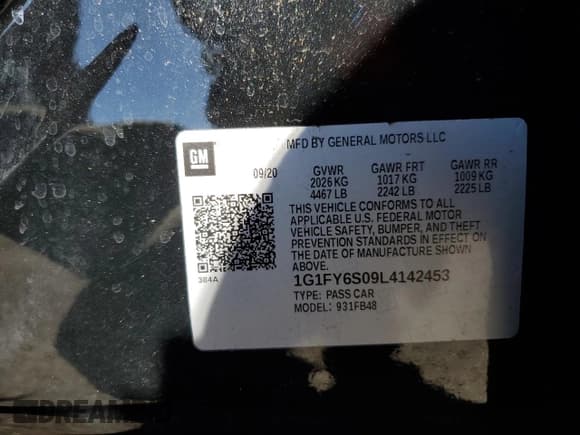 GM
MFD BY GENERAL MOTORS LLC
09/20 GVWR GAWR FRT GAWR RR
2026 KG 1017 KG 1009 KG
4467 LB 2242 LB 2225 LB
THIS VEHICLE CONFORMS TO ALL
APPLICABLE U.S. FEDERAL MOTOR
VEHICLE SAFETY, BUMPER, AND THEFT
PREVENTION STANDARDS IN EFFECT ON
THE DATE OF MANUFACTURE SHOWN
ABOVE.
384A
1G1FY6S09L4142453
TYPE: PASS CAR
MODEL: 931FB48